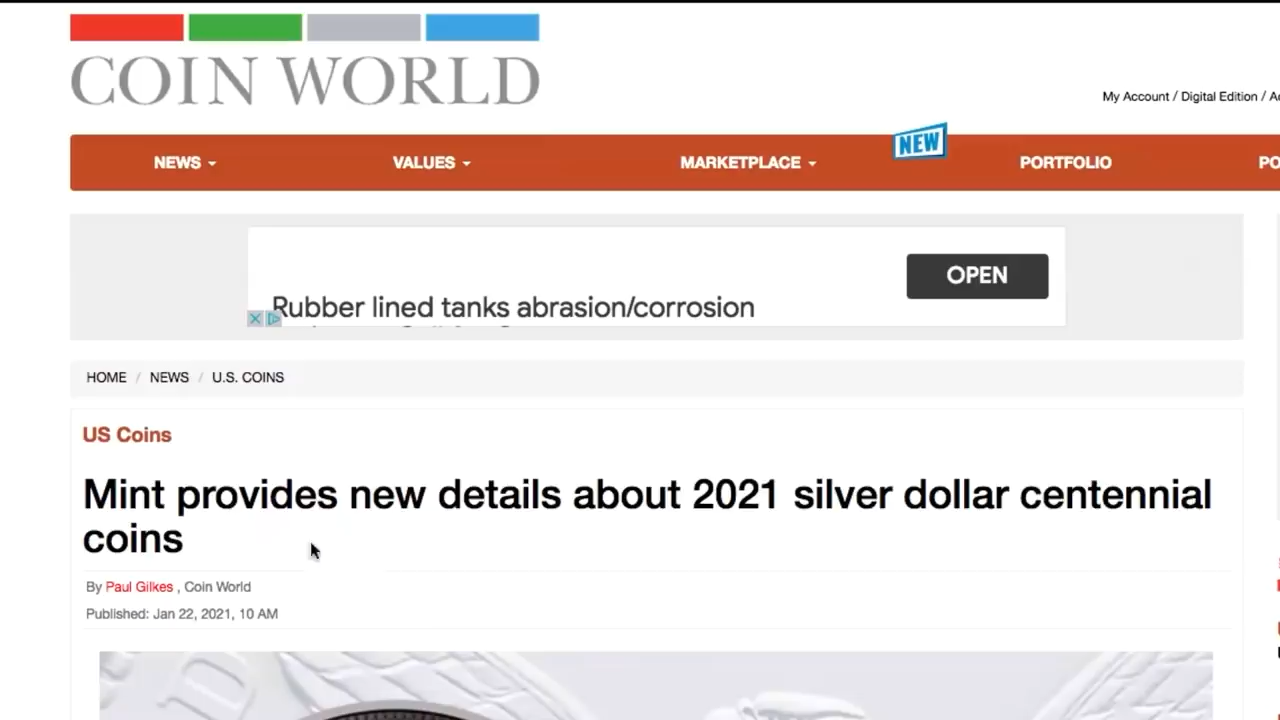 COIN WORLD
My Account / Digital Edition /
NEWS
VALUES
MARKETPLACE
NEW
PORTFOLIO
Rubber lined tanks abrasion/corrosion
OPEN
HOME / NEWS / U.S. COINS
US Coins
Mint provides new details about 2021 silver dollar centennial
coins
By Paul Gilkes , Coin World
Published: Jan 22, 2021, 10 AM